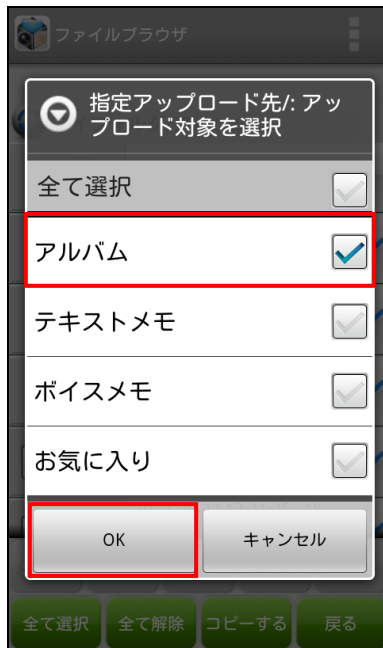 ファイルブラウザ
指定アップロード先/: アッ
プロード対象を選択
全て選択
アルバム
テキストメモ
ボイスメモ
お気に入り
OK
キャンセル
全て選択
全て解除
コピーする
戻る